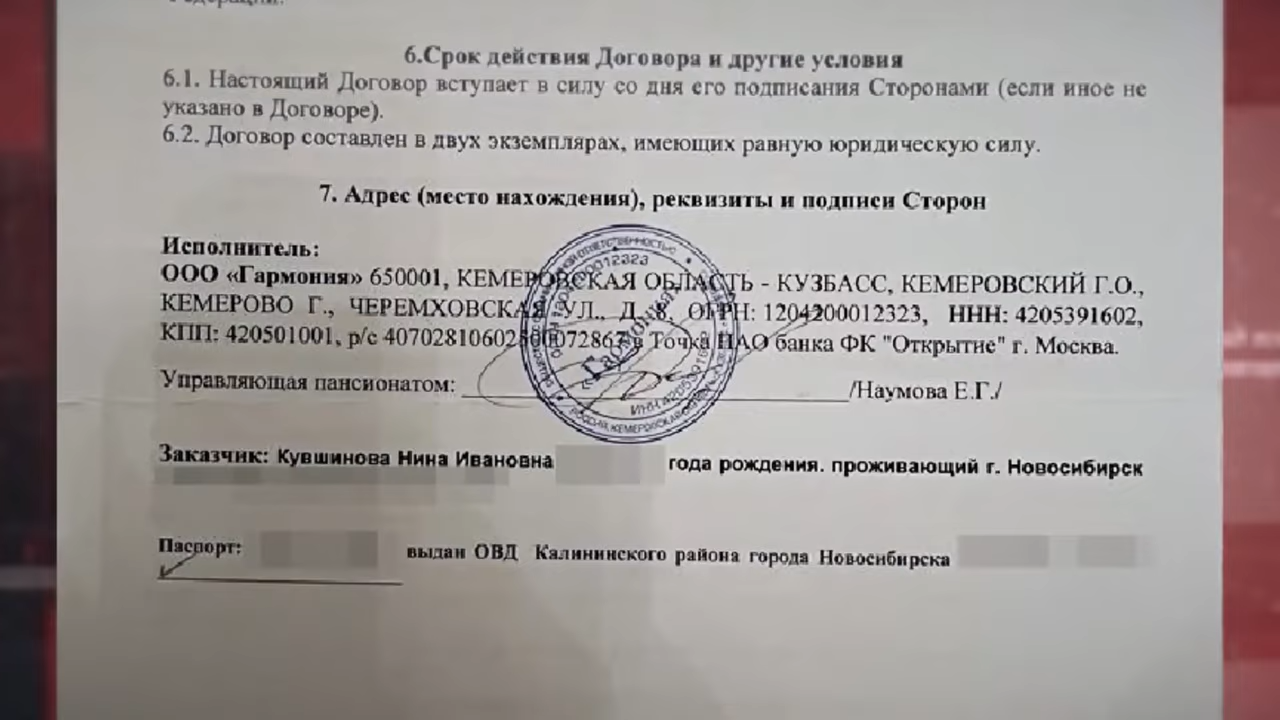 6.Срок действия Договора и другие условия
6.1. Настоящий Договор вступает в силу со дня его подписания Сторонами (если иное не
указано в Договоре).
6.2. Договор составлен в двух экземплярах, имеющих равную юридическую силу.
7. Адрес (место нахождения), реквизиты и подписи Сторон
Исполнитель:
ООО «Гармония» 650001, КЕМЕРОВСКАЯ ОБЛАСТЬ - КУЗБАСС, КЕМЕРОВСКИЙ Г.О.,
КЕМЕРОВО Г., ЧЕРЕМХОВСКАЯ УЛ., Д. 8, ОГРН: 1204200012323, ННН: 4205391602,
КПП: 420501001, р/с в Точка ПАО банка ФК "Открытие" г. Москва.
Управляющая пансионатом: /Наумова Е.Г./
Заказчик: Кувшинова Нина Ивановна года рождения. проживающий г. Новосибирск
Паспорт: выдан ОВД Калининского района города Новосибирска
«Гармония»